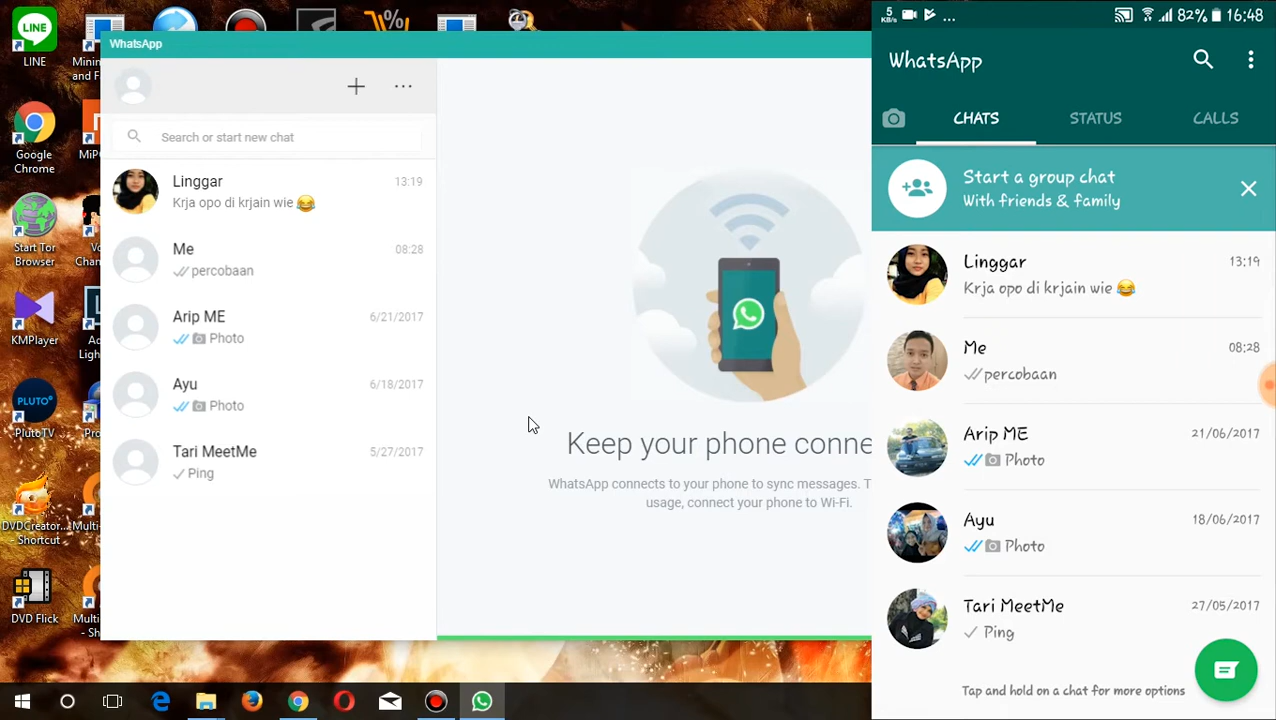 LINE
Google
Chrome
Start Tor
Browser
KMPlayer
PlutoTV
DVDCreator...
- Shortcut
DVD Flick
PLUTO
WhatsApp
Search or start new chat
Linggar
13:19
Krja opo di krjain wie 😂
Me
08:28
percobaan
Arip ME
6/21/2017
Photo
Ayu
6/18/2017
Photo
Tari MeetMe
5/27/2017
Ping
Keep your phone conne
WhatsApp connects to your phone to sync messages. T
usage, connect your phone to Wi-Fi.
5
KB
82% 16:48
WhatsApp
CHATS STATUS CALLS
Start a group chat
With friends & family
Linggar
13:19
Krja opo di krjain wie 😂
Me
08:28
percobaan
Arip ME
21/06/2017
Photo
Ayu
18/06/2017
Photo
Tari MeetMe
27/05/2017
Ping
Tap and hold on a chat for more options